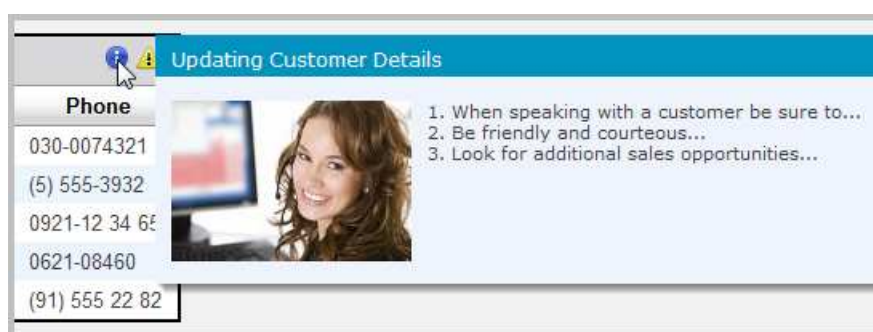 Updating Customer Details
1. When speaking with a customer be sure to...
2. Be friendly and courteous...
3. Look for additional sales opportunities...
Phone
030-0074321
(5) 555-3932
0921-12 34 65
0621-08460
(91) 555 22 82